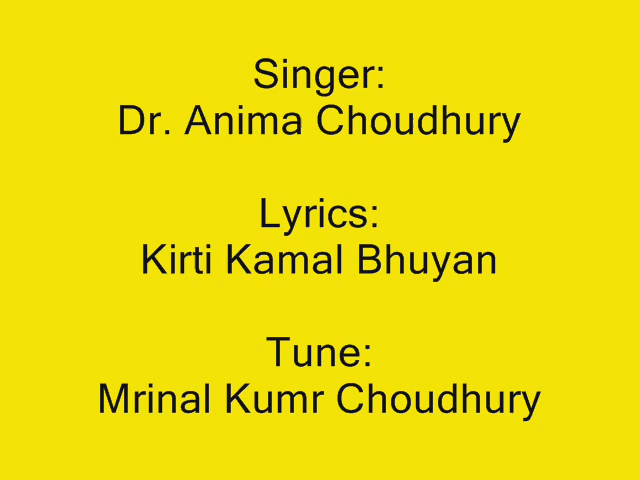 Singer:
Dr. Anima Choudhury
Lyrics:
Kirti Kamal Bhuyan
Tune:
Mrinal Kumr Choudhury